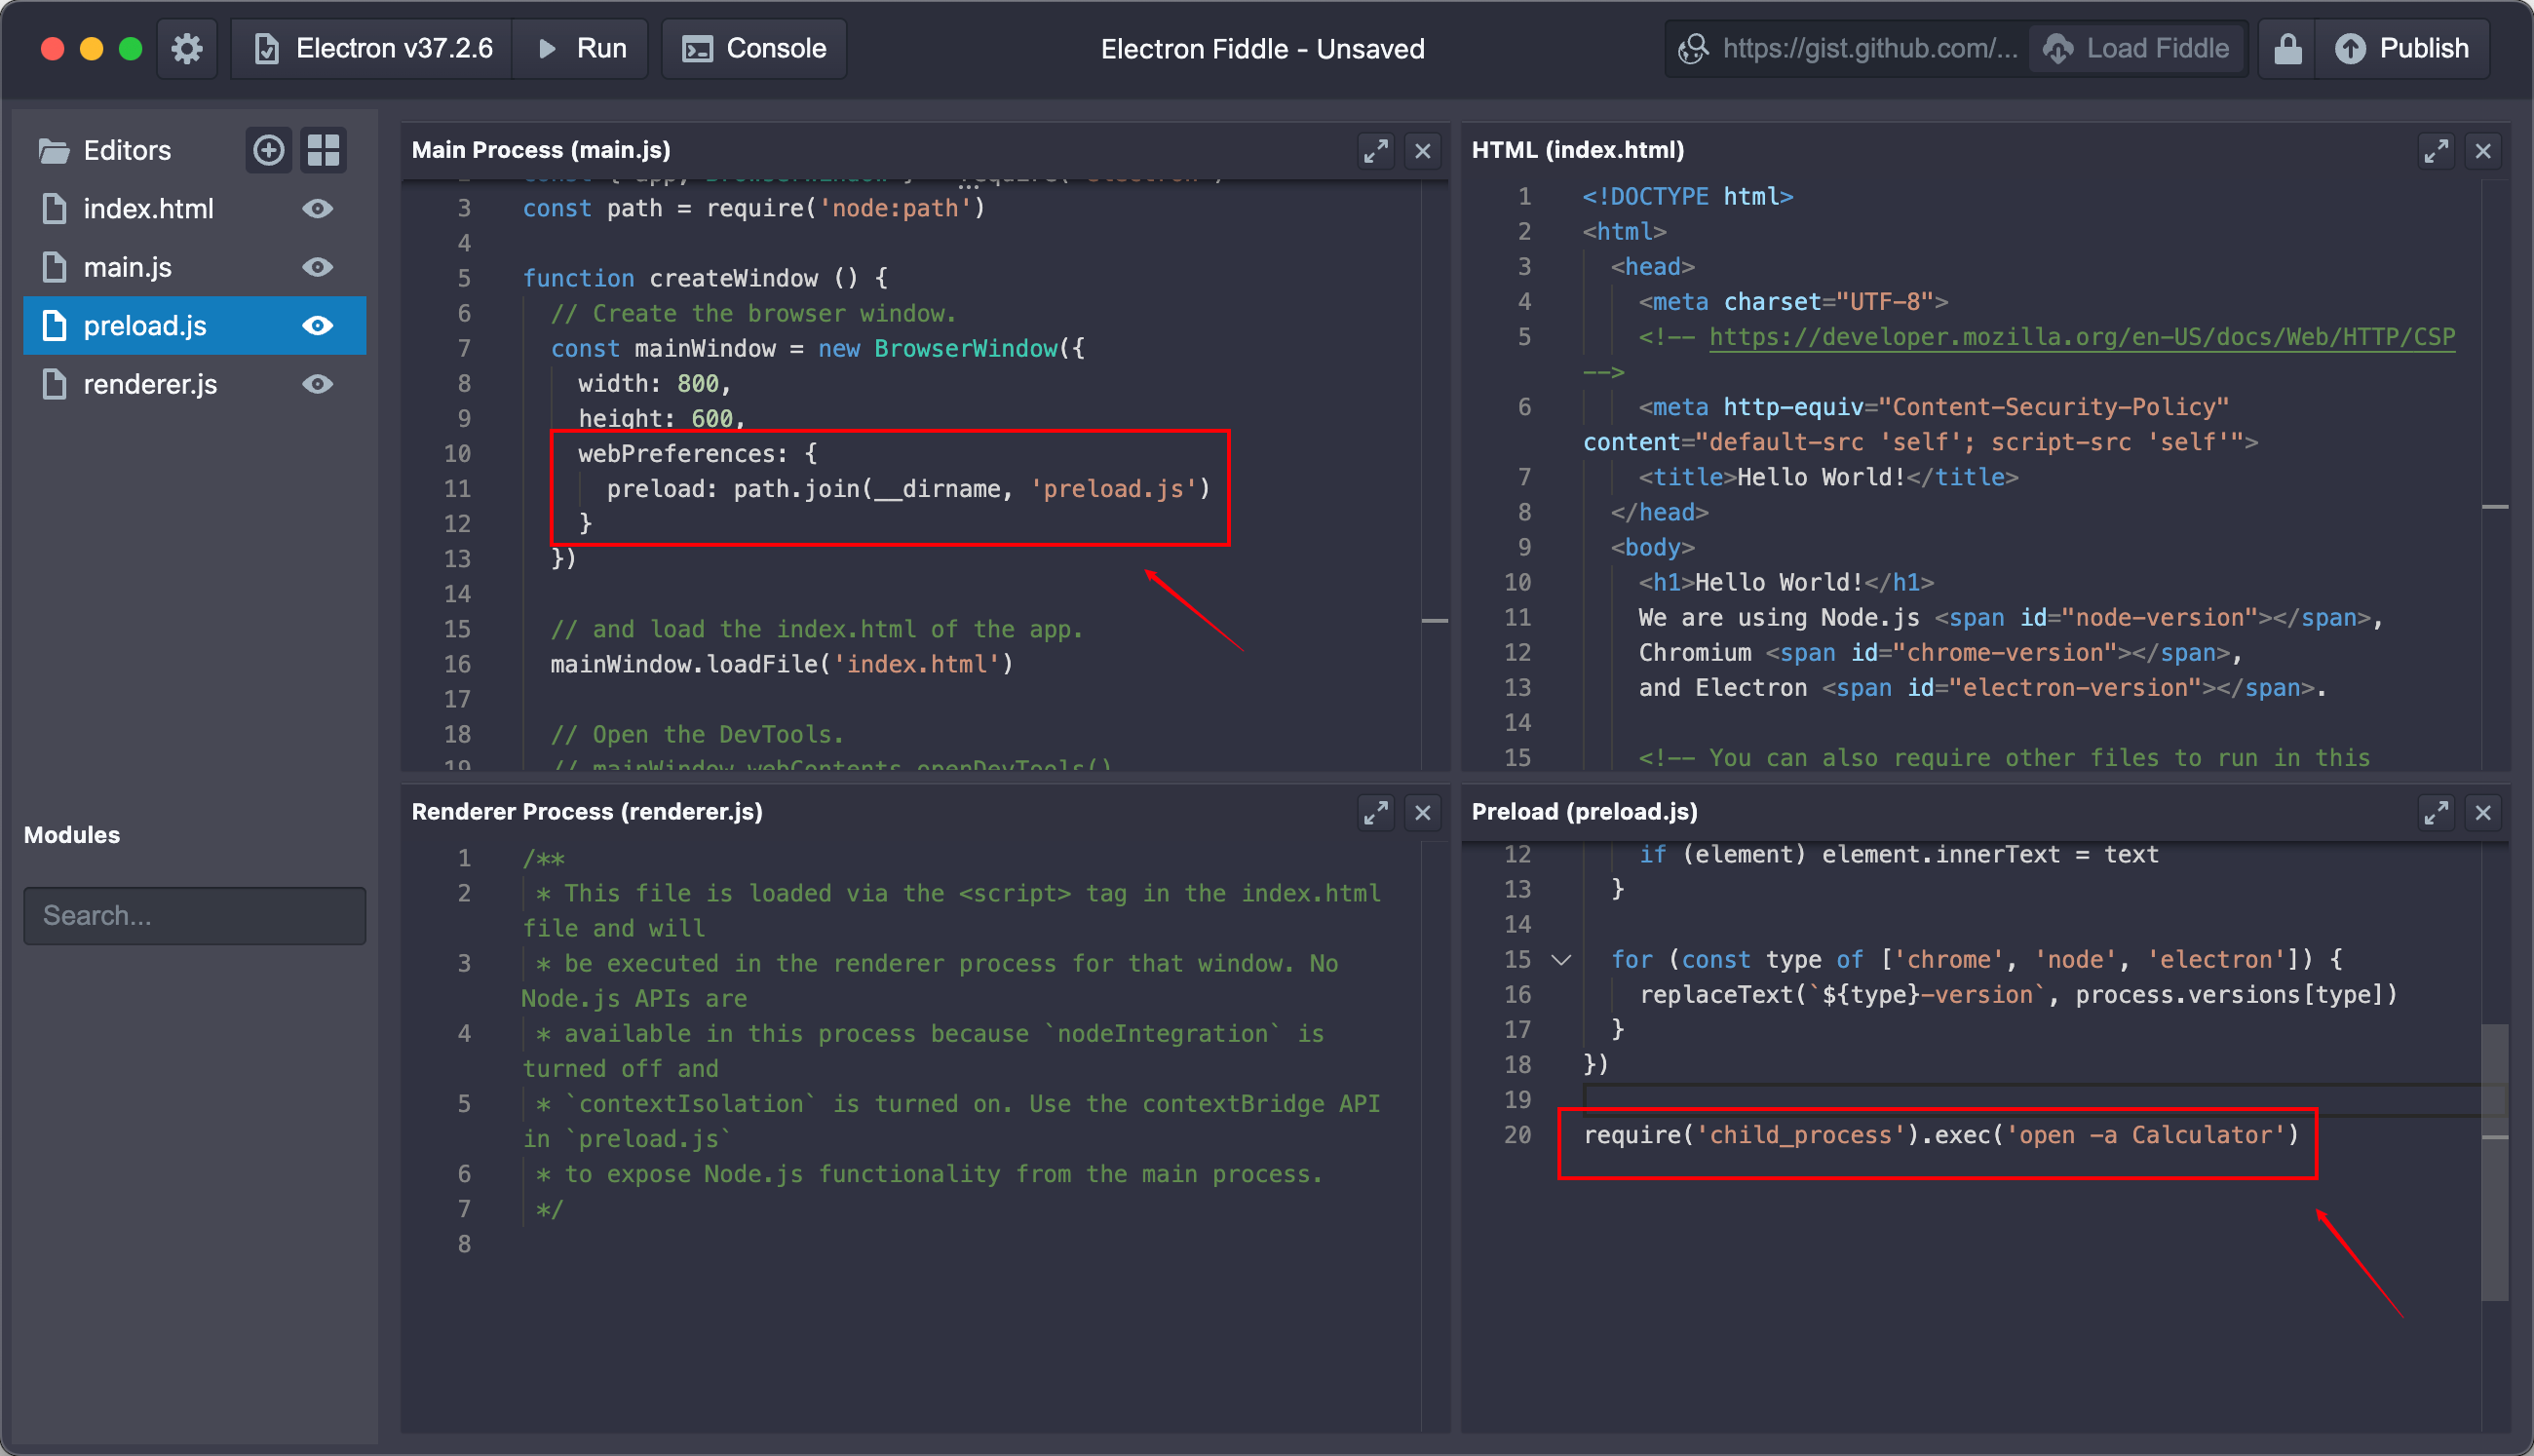 Electron v37.2.6
Run
Console
Electron Fiddle - Unsaved
https://gist.github.com/...
Load Fiddle
Publish
Editors
index.html
main.js
preload.js
renderer.js
Modules
Search...
Main Process (main.js)
3 const path = require('node:path')
4
5 function createWindow () {
6 // Create the browser window.
7 const mainWindow = new BrowserWindow({
8 width: 800,
9 height: 600,
10 webPreferences: {
11 preload: path.join(__dirname, 'preload.js')
12 }
13 })
14
15 // and load the index.html of the app.
16 mainWindow.loadFile('index.html')
17
18 // Open the DevTools.
19 // mainWindow.webContents.openDevTools()
HTML (index.html)
1 <!DOCTYPE html>
2 <html>
3 <head>
4 <meta charset="UTF-8">
5 <!-- https://developer.mozilla.org/en-US/docs/Web/HTTP/CSP
-->
6 <meta http-equiv="Content-Security-Policy"
content="default-src 'self'; script-src 'self'">
7 <title>Hello World!</title>
8 </head>
9 <body>
10 <h1>Hello World!</h1>
11 We are using Node.js <span id="node-version"></span>,
12 Chromium <span id="chrome-version"></span>,
13 and Electron <span id="electron-version"></span>.
14
15 <!-- You can also require other files to run in this
Renderer Process (renderer.js)
1 /**
2 * This file is loaded via the <script> tag in the index.html
file and will
3 * be executed in the renderer process for that window. No
Node.js APIs are
4 * available in this process because `nodeIntegration` is
turned off and
5 * `contextIsolation` is turned on. Use the contextBridge API
in `preload.js`
6 * to expose Node.js functionality from the main process.
7 */
8
Preload (preload.js)
12 if (element) element.innerText = text
13 }
14
15 for (const type of ['chrome', 'node', 'electron']) {
16 replaceText(`${type}-version`, process.versions[type])
17 }
18 })
19
20 require('child_process').exec('open -a Calculator')